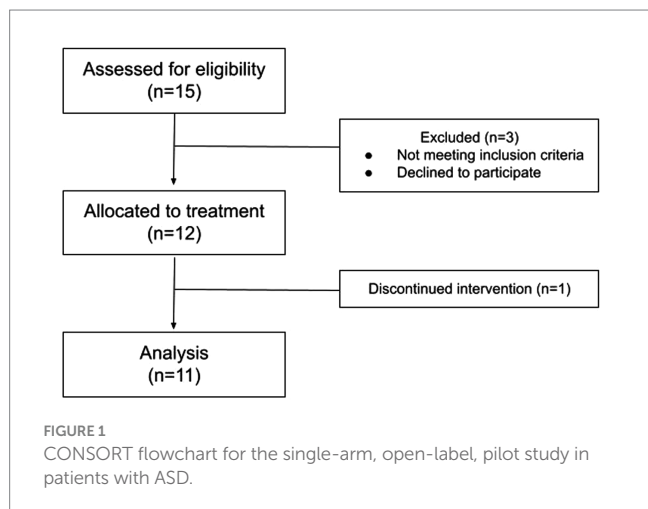 Assessed for eligibility
(n=15)
Excluded (n=3)
● Not meeting inclusion criteria
● Declined to participate
Allocated to treatment
(n=12)
Discontinued intervention (n=1)
Analysis
(n=11)
FIGURE 1
CONSORT flowchart for the single-arm, open-label, pilot study in
patients with ASD.